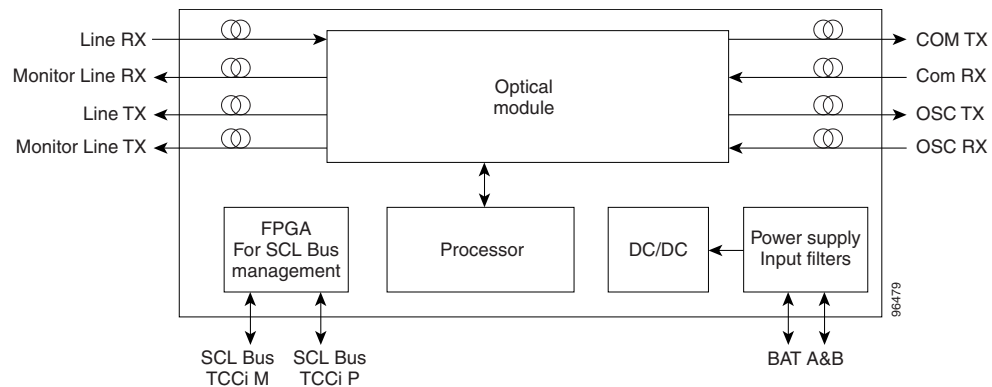 Line RX
Monitor Line RX
Line TX
Monitor Line TX
Optical
module
COM TX
Com RX
OSC TX
OSC RX
FPGA
For SCL Bus
management
Processor
DC/DC
Power supply
Input filters
96479
SCL Bus
TCCi M
SCL Bus
TCCi P
BAT A&B